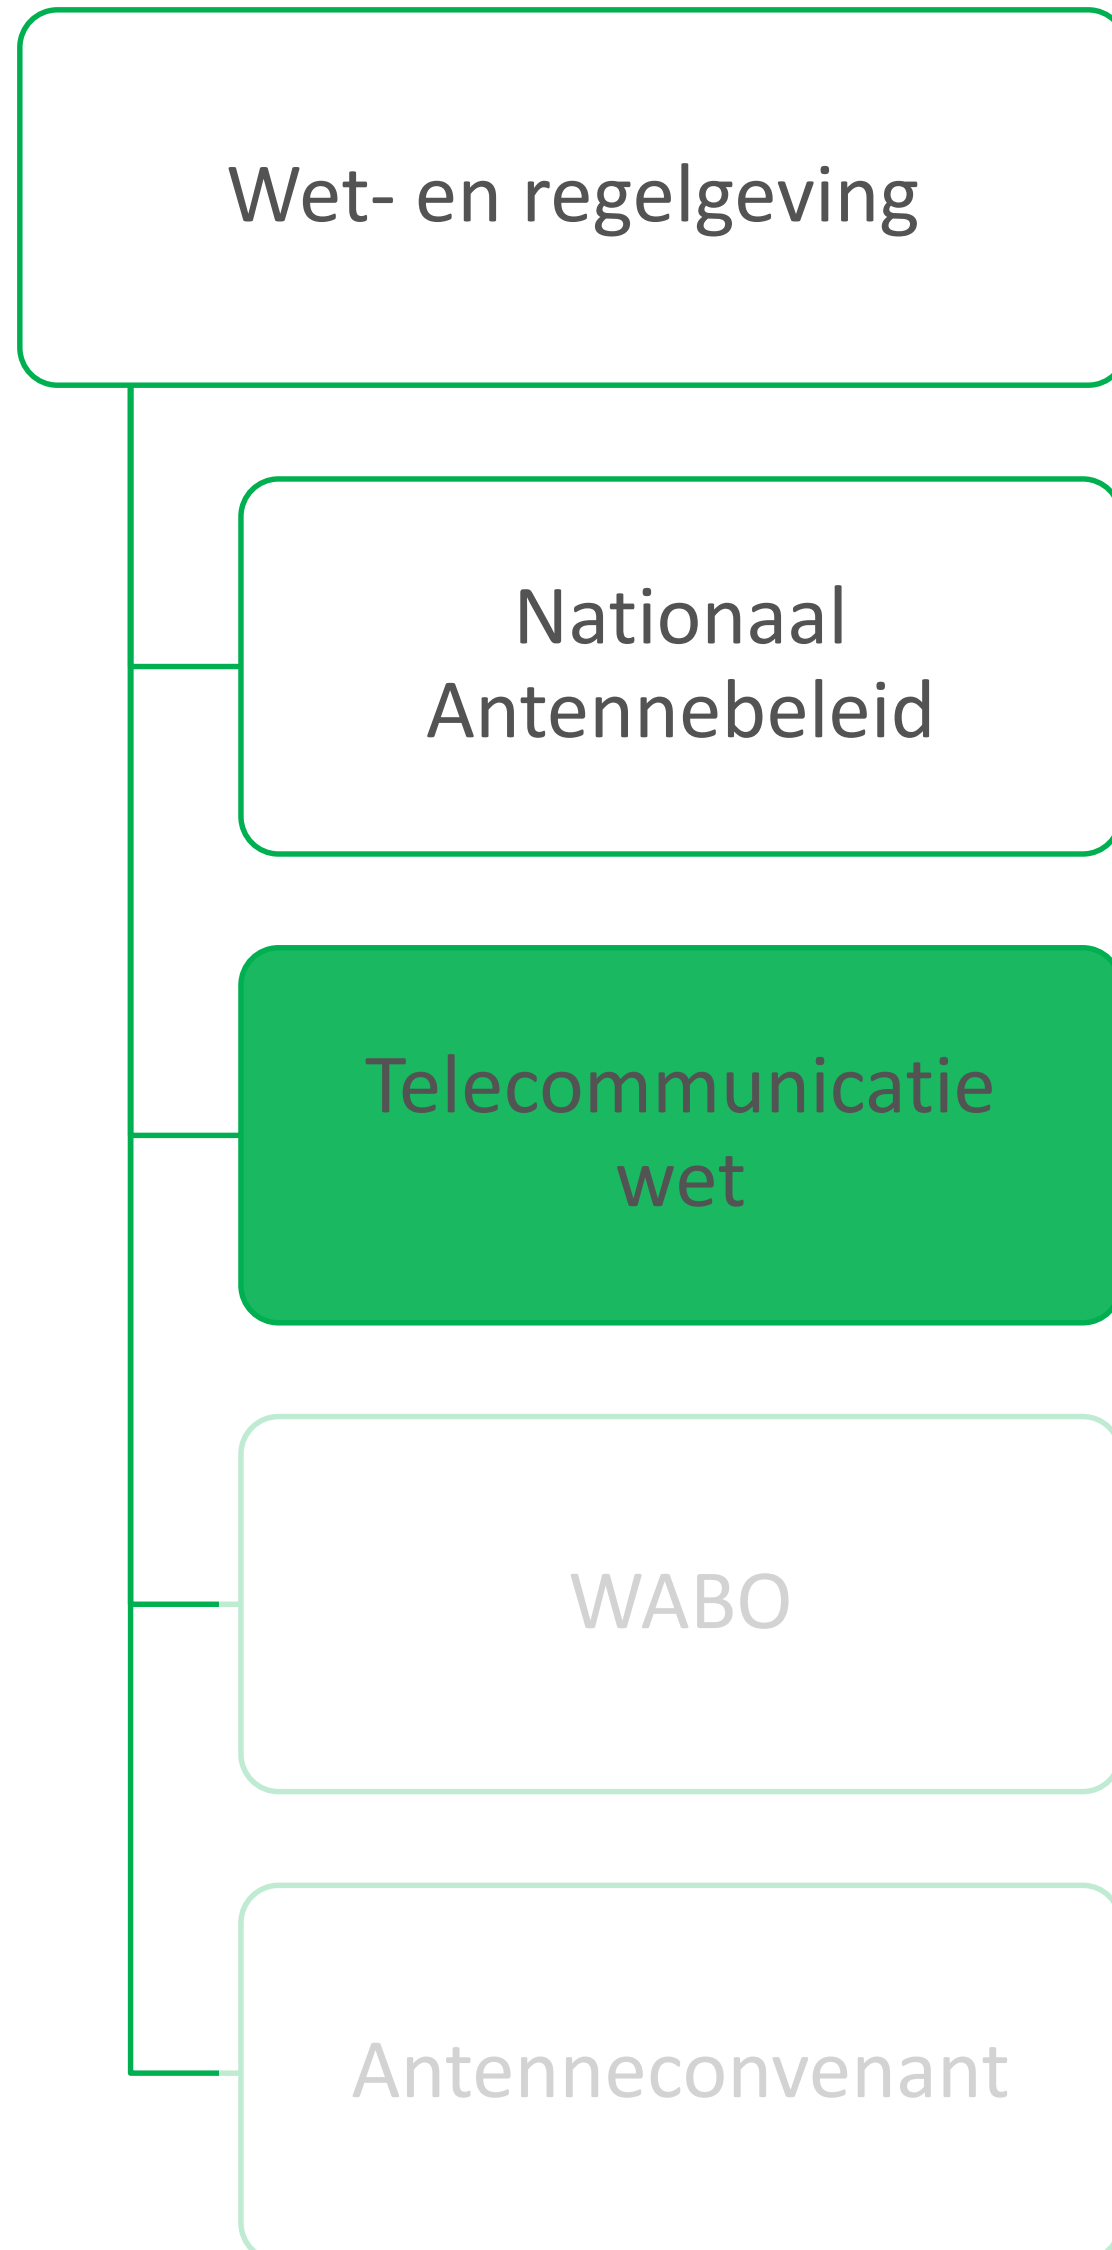 Wet- en regelgeving
Nationaal
Antennebeleid
Telecommunicatie
wet
WABO
Antenneconvenant